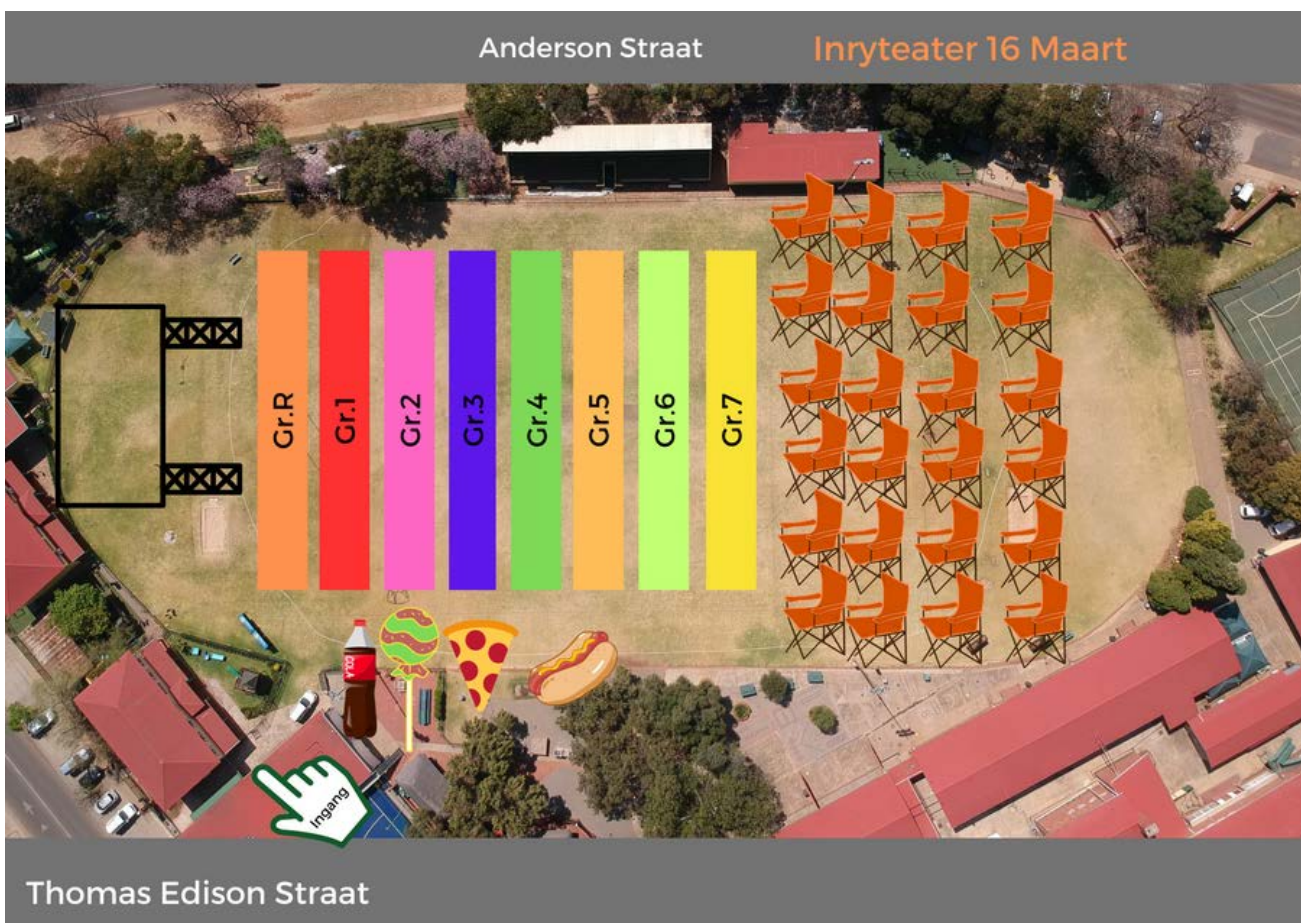 Anderson Straat
Inryteater 16 Maart
Gr.R
Gr.1
Gr.2
Gr.3
Gr.4
Gr.5
Gr.6
Gr.7
COLA
Ingang
Thomas Edison Straat